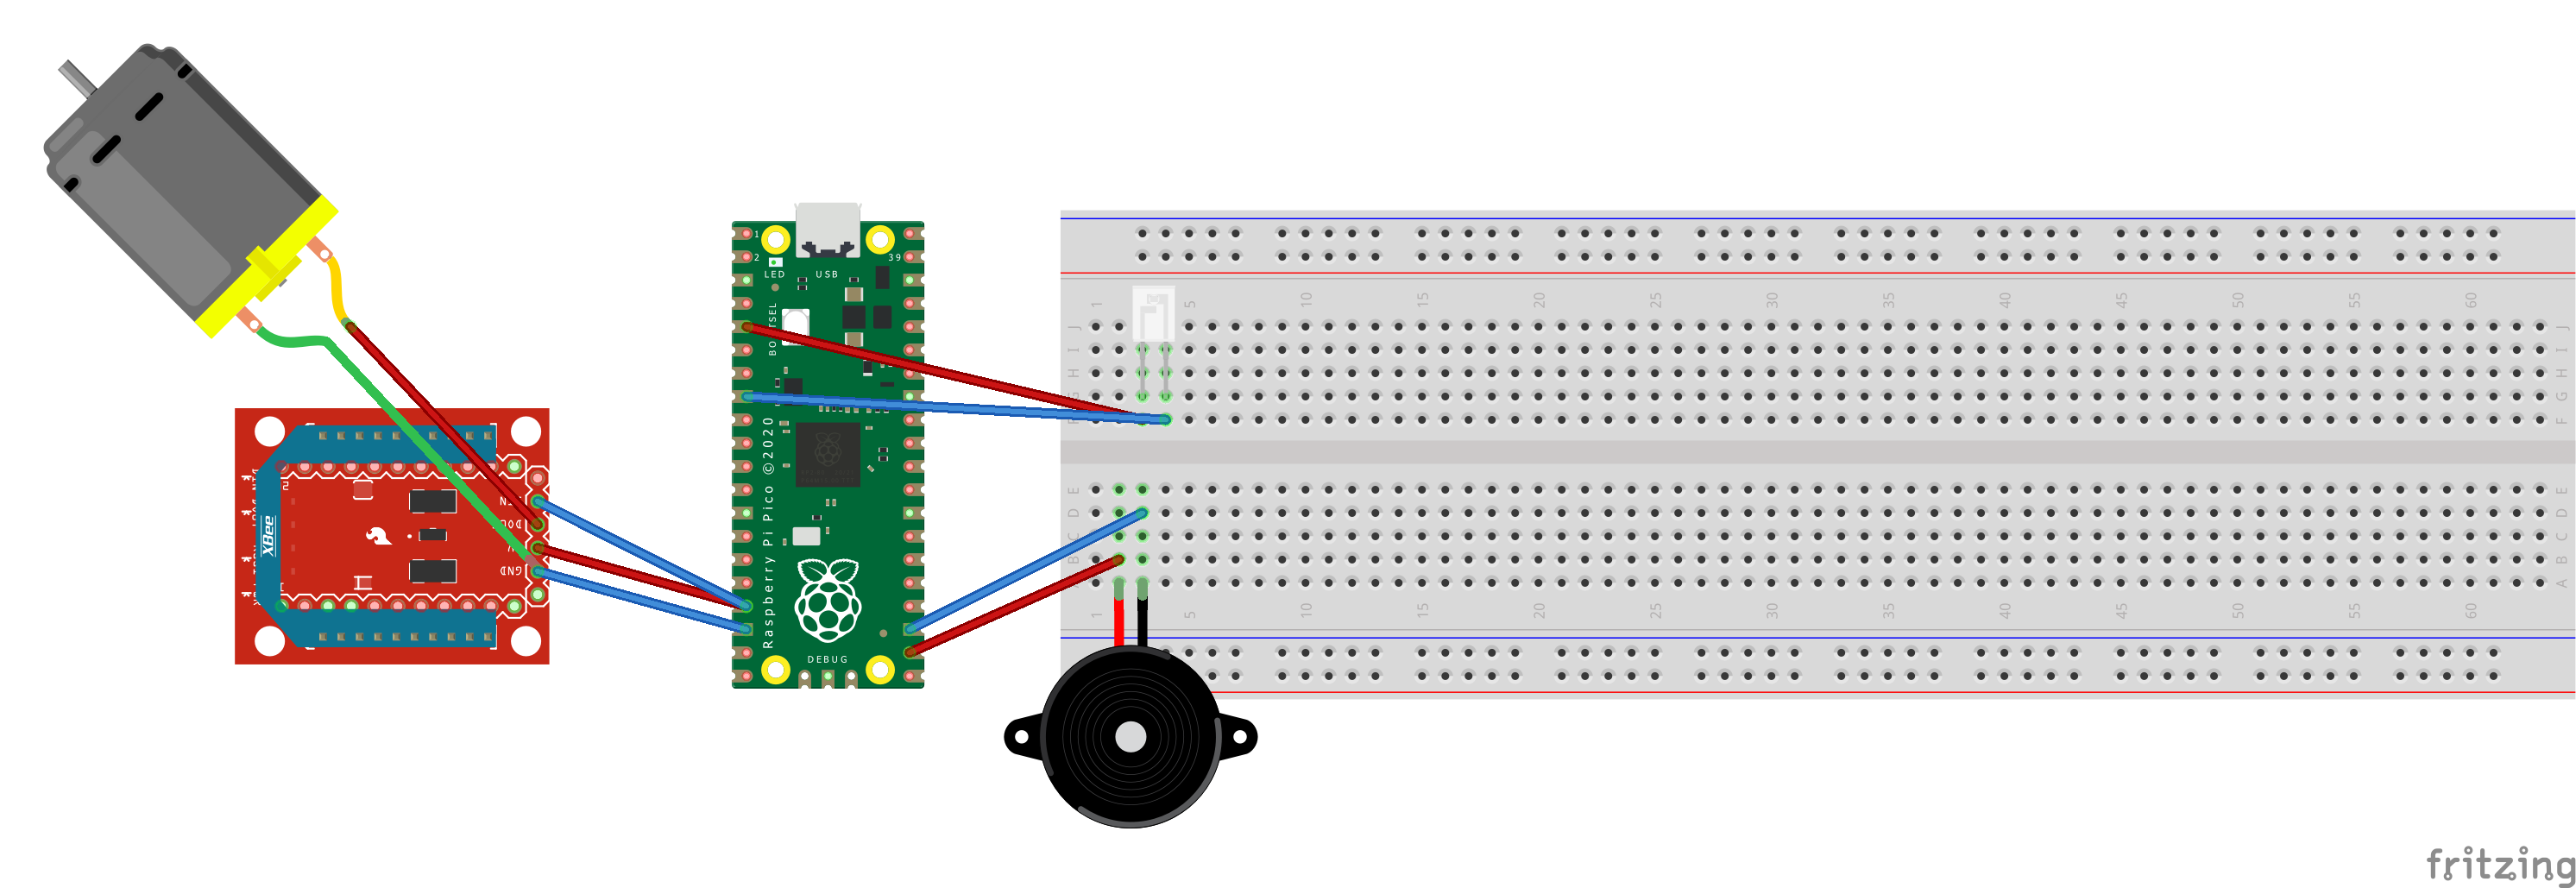 1
2
39
LED
USB
BOOTSEL
Raspberry Pi Pico ©2020
DEBUG
XBee
DIN
DOUT
GND
1 5 10 15 20 25 30 35 40 45 50 55 60
J J
I I
H H
G G
F F
E E
D D
C C
B B
A A
1 5 10 15 20 25 30 35 40 45 50 55 60
fritzing